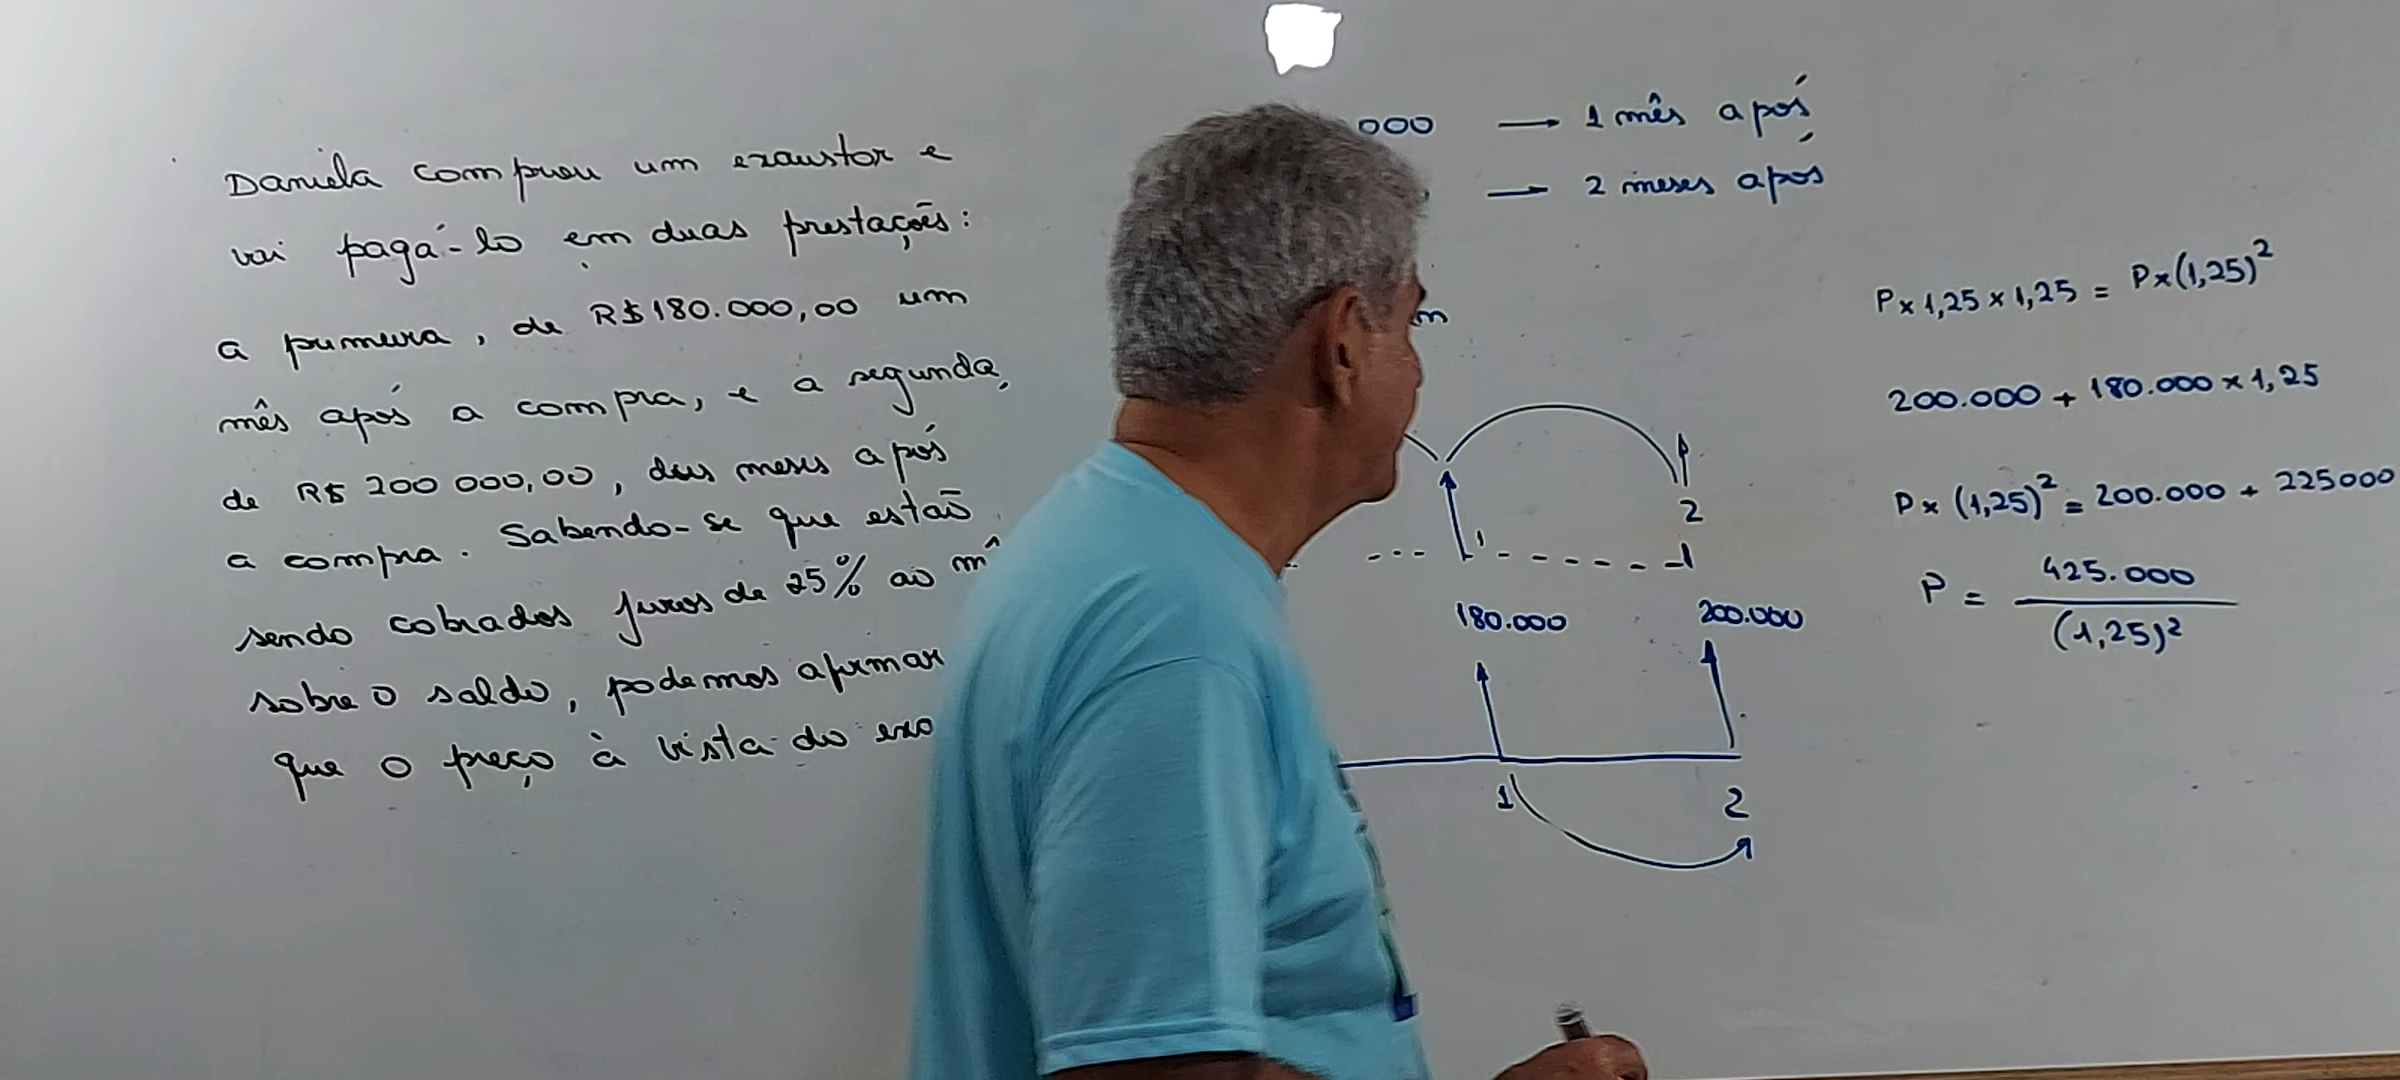 Daniela comprou um exaustor e
vai pagá-lo em duas prestações:
a primeira, de R$ 180.000,00 um
mês após a compra, e a segunda,
de R$ 200 000,00, dois meses após
a compra. Sabendo-se que estão
sendo cobrados juros de 25% ao mê
sobre o saldo, podemos afirmar
que o preço à vista do exa
000 → 1 mês após
→ 2 meses após
m
1 2
180.000 200.000
1 2
P x 1,25 x 1,25 = P x (1,25)²
200.000 + 180.000 x 1,25
P x (1,25)² = 200.000 + 225000
P = 425.000
(1,25)²